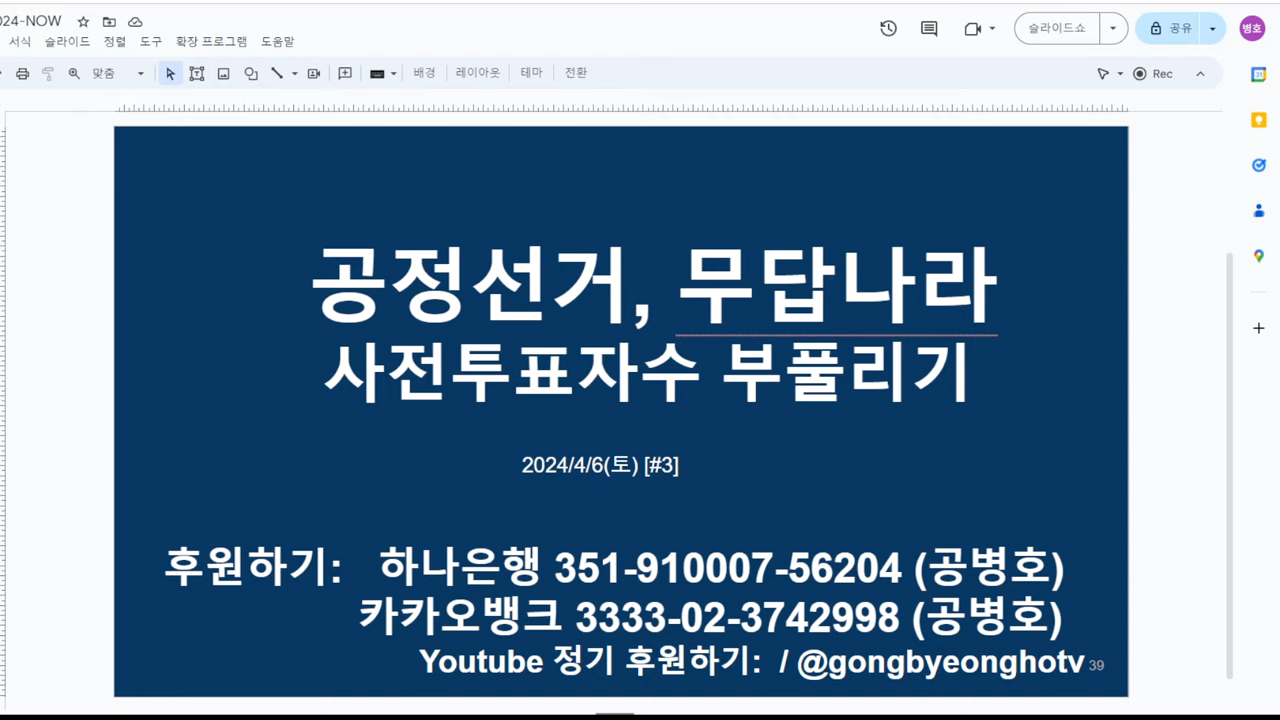 024-NOW
서식 슬라이드 정렬 도구 확장 프로그램 도움말
슬라이드쇼 공유 병호
맞춤 배경 레이아웃 테마 전환 Rec
31
공정선거, 무답나라
사전투표자수 부풀리기
2024/4/6(토) [#3]
후원하기: 하나은행 351-910007-56204 (공병호)
카카오뱅크 3333-02-3742998 (공병호)
Youtube 정기 후원하기: / @gongbyeonghotv 39